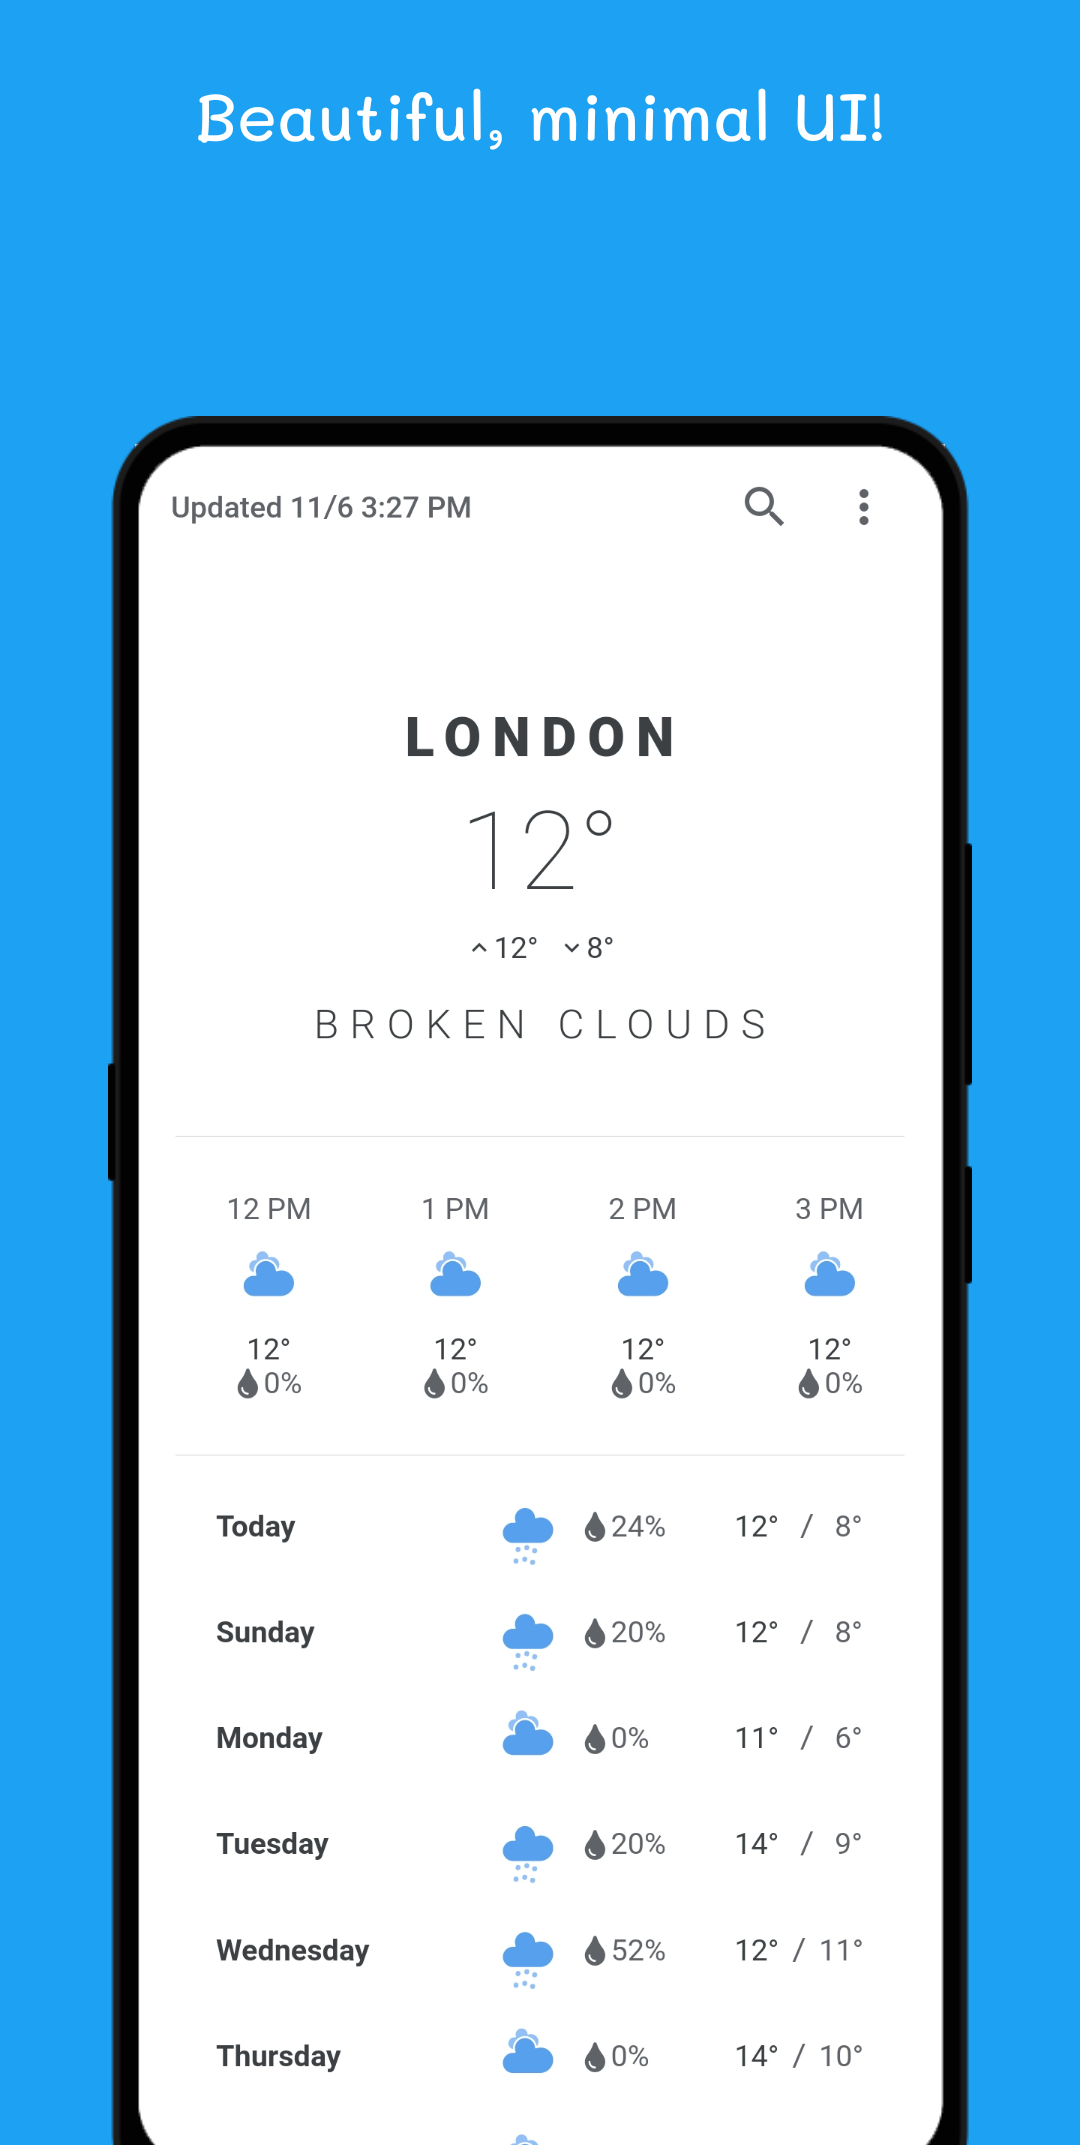 Beautiful, minimal UI!
Updated 11/6 3:27 PM
LONDON
12°
12° 8°
BROKEN CLOUDS
12 PM 1 PM 2 PM 3 PM
12° 12° 12° 12°
0% 0% 0% 0%
Today 24% 12° / 8°
Sunday 20% 12° / 8°
Monday 0% 11° / 6°
Tuesday 20% 14° / 9°
Wednesday 52% 12° / 11°
Thursday 0% 14° / 10°